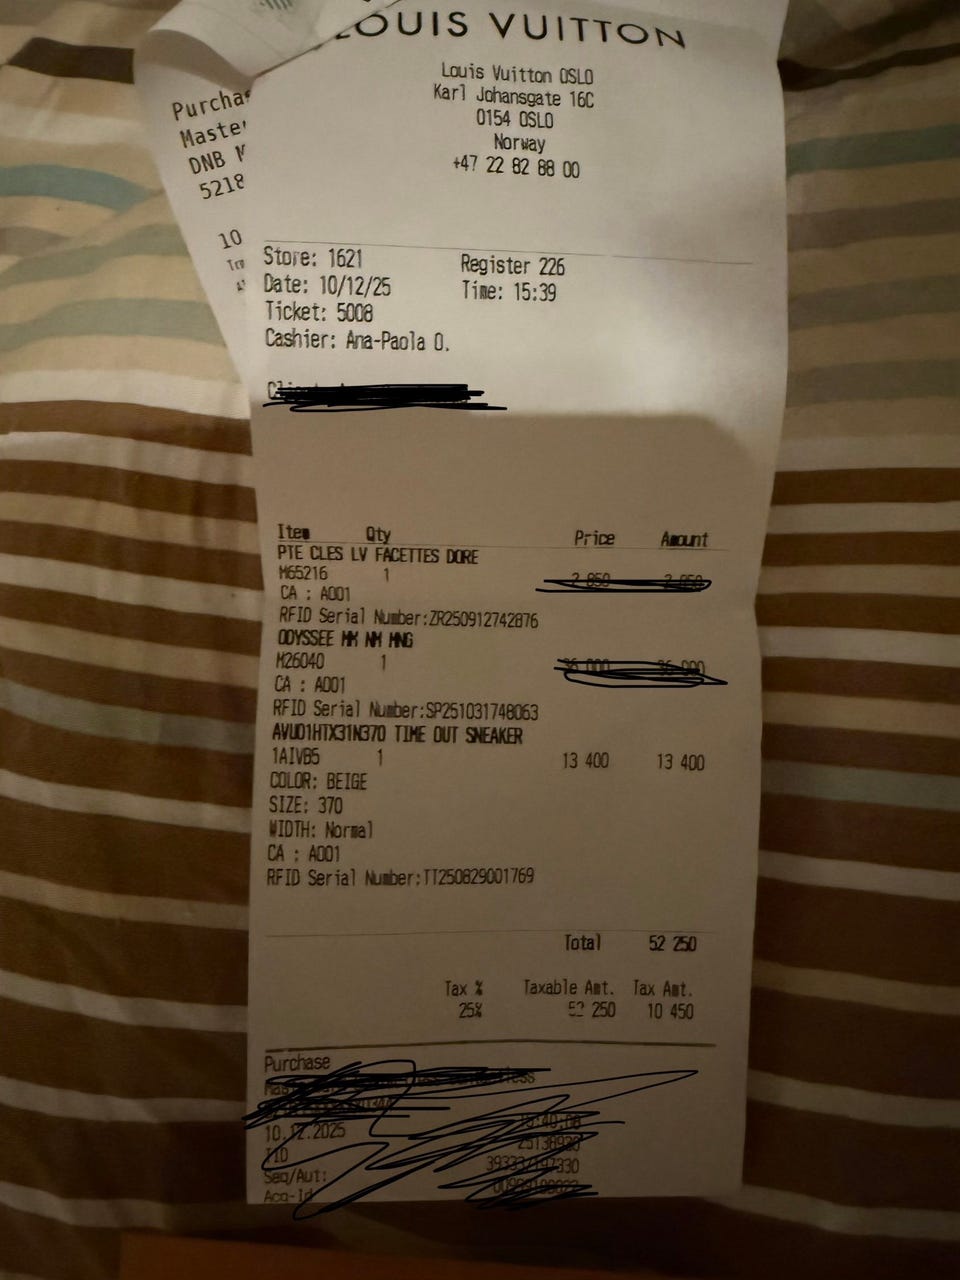 LOUIS VUITTON
Louis Vuitton OSLO
Karl Johansgate 16C
0154 OSLO
Norway
+47 22 82 88 00
Purcha
Maste
DNB
5218
10
Store: 1621 Register 226
Date: 10/12/25 Time: 15:39
Ticket: 5008
Cashier: Ana-Paola O.
Item Qty Price Amount
PTE CLES LV FACETTES DORE
M65216 1
CA : A001
RFID Serial Number:ZR250912742876
ODYSSEE MM NM MNG
M26040 1
CA : A001
RFID Serial Number:SP251031748063
AVU01HTX31N370 TIME OUT SNEAKER
1AIVB5 1 13 400 13 400
COLOR: BEIGE
SIZE: 370
WIDTH: Normal
CA : A001
RFID Serial Number:TT250829001769
Total 52 250
Tax % Taxable Amt. Tax Amt.
25% 52 250 10 450
Purchase
10.12.2025
TID
Seq/Aut:
Acq-Id